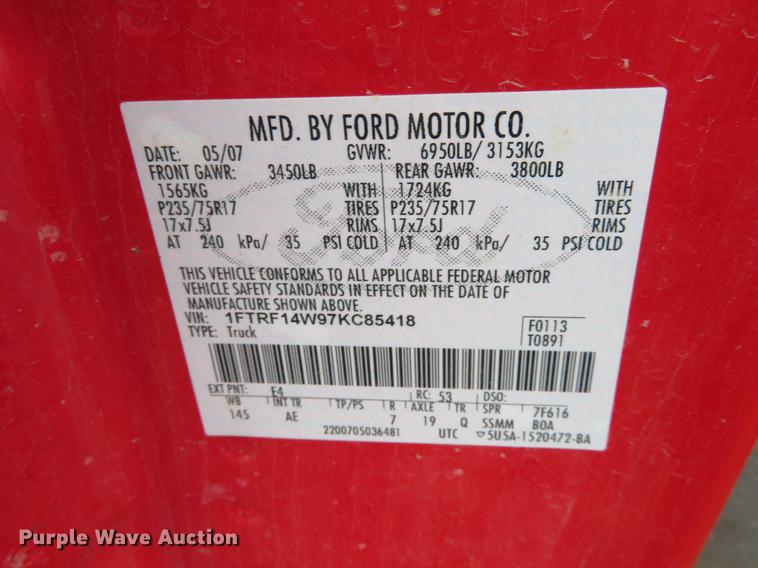 MFD. BY FORD MOTOR CO.
DATE: 05/07 GVWR: 6950LB/ 3153KG
FRONT GAWR: 3450LB REAR GAWR: 3800LB
1565KG WITH 1724KG WITH
P235/75R17 TIRES P235/75R17 TIRES
17x7.5J RIMS 17x7.5J RIMS
AT 240 kPa/ 35 PSI COLD AT 240 kPa/ 35 PSI COLD
Ford
THIS VEHICLE CONFORMS TO ALL APPLICABLE FEDERAL MOTOR
VEHICLE SAFETY STANDARDS IN EFFECT ON THE DATE OF
MANUFACTURE SHOWN ABOVE.
VIN: 1FTRF14W97KC85418 F0113
TYPE: Truck T0891
EXT PNT: E4 RC: 53 DSO:
WB INT TR TP/PS R AXLE TR SPR 7F616
145 AE 7 19 Q SSMM BOA
2200705036481 UTC 5U5A-1520472-BA
Purple Wave Auction